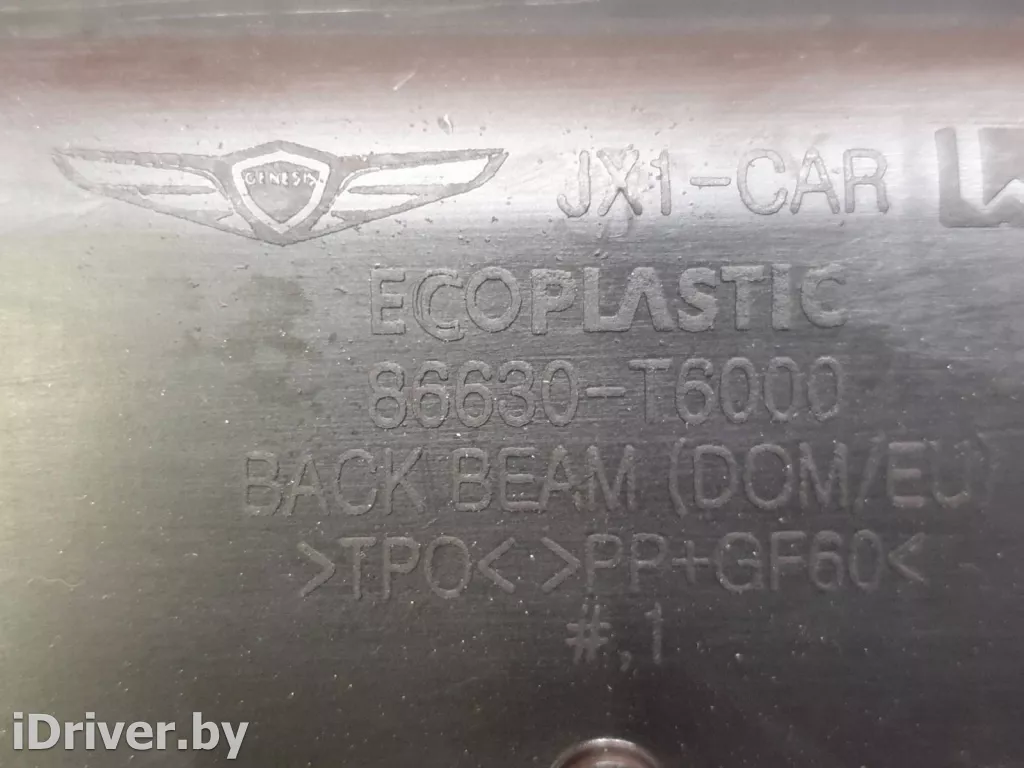 GENESIS JX1-CAR
ECOPLASTIC
86630-T6000
BACK BEAM (DOM/EU)
>TPO< >PP+GF60<
#,1
iDriver.by